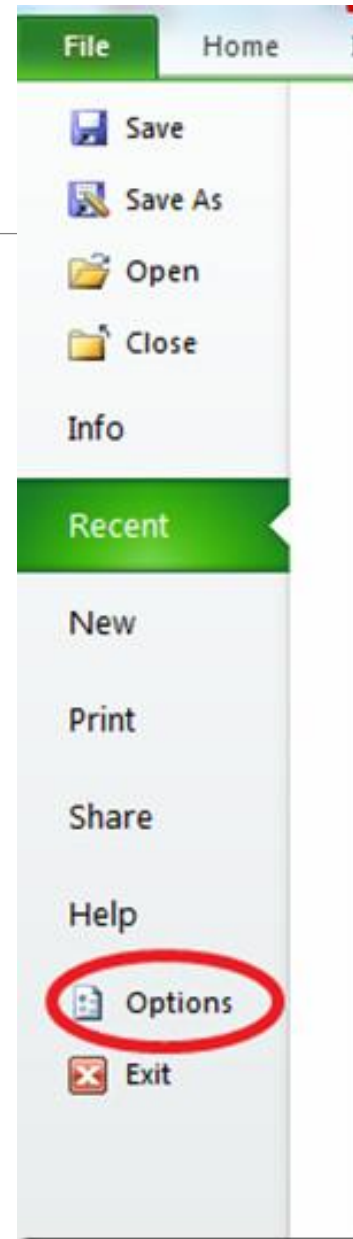 File Home
Save
Save As
Open
Close
Info
Recent
New
Print
Share
Help
Options
Exit